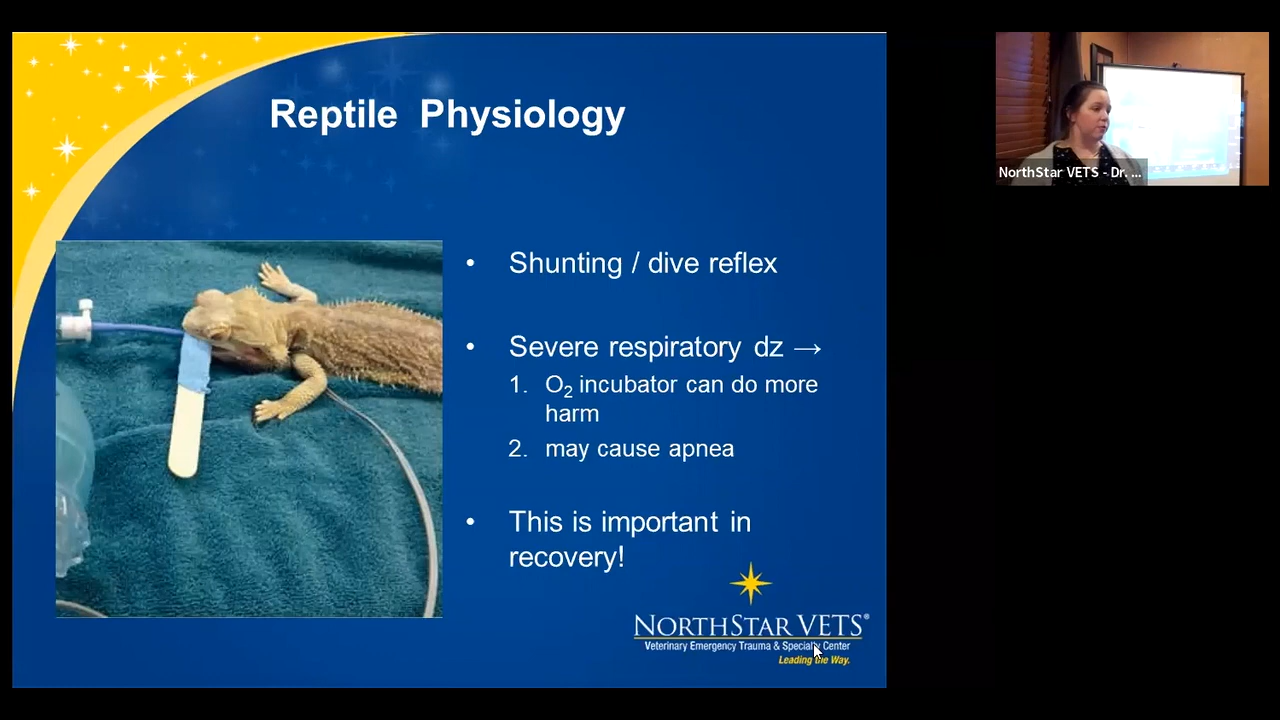 Reptile Physiology
NorthStar VETS - Dr. ...
• Shunting / dive reflex
• Severe respiratory dz →
1. O₂ incubator can do more
harm
2. may cause apnea
• This is important in
recovery!
NORTHSTAR VETS®
Veterinary Emergency Trauma & Specialty Center
Leading the Way.